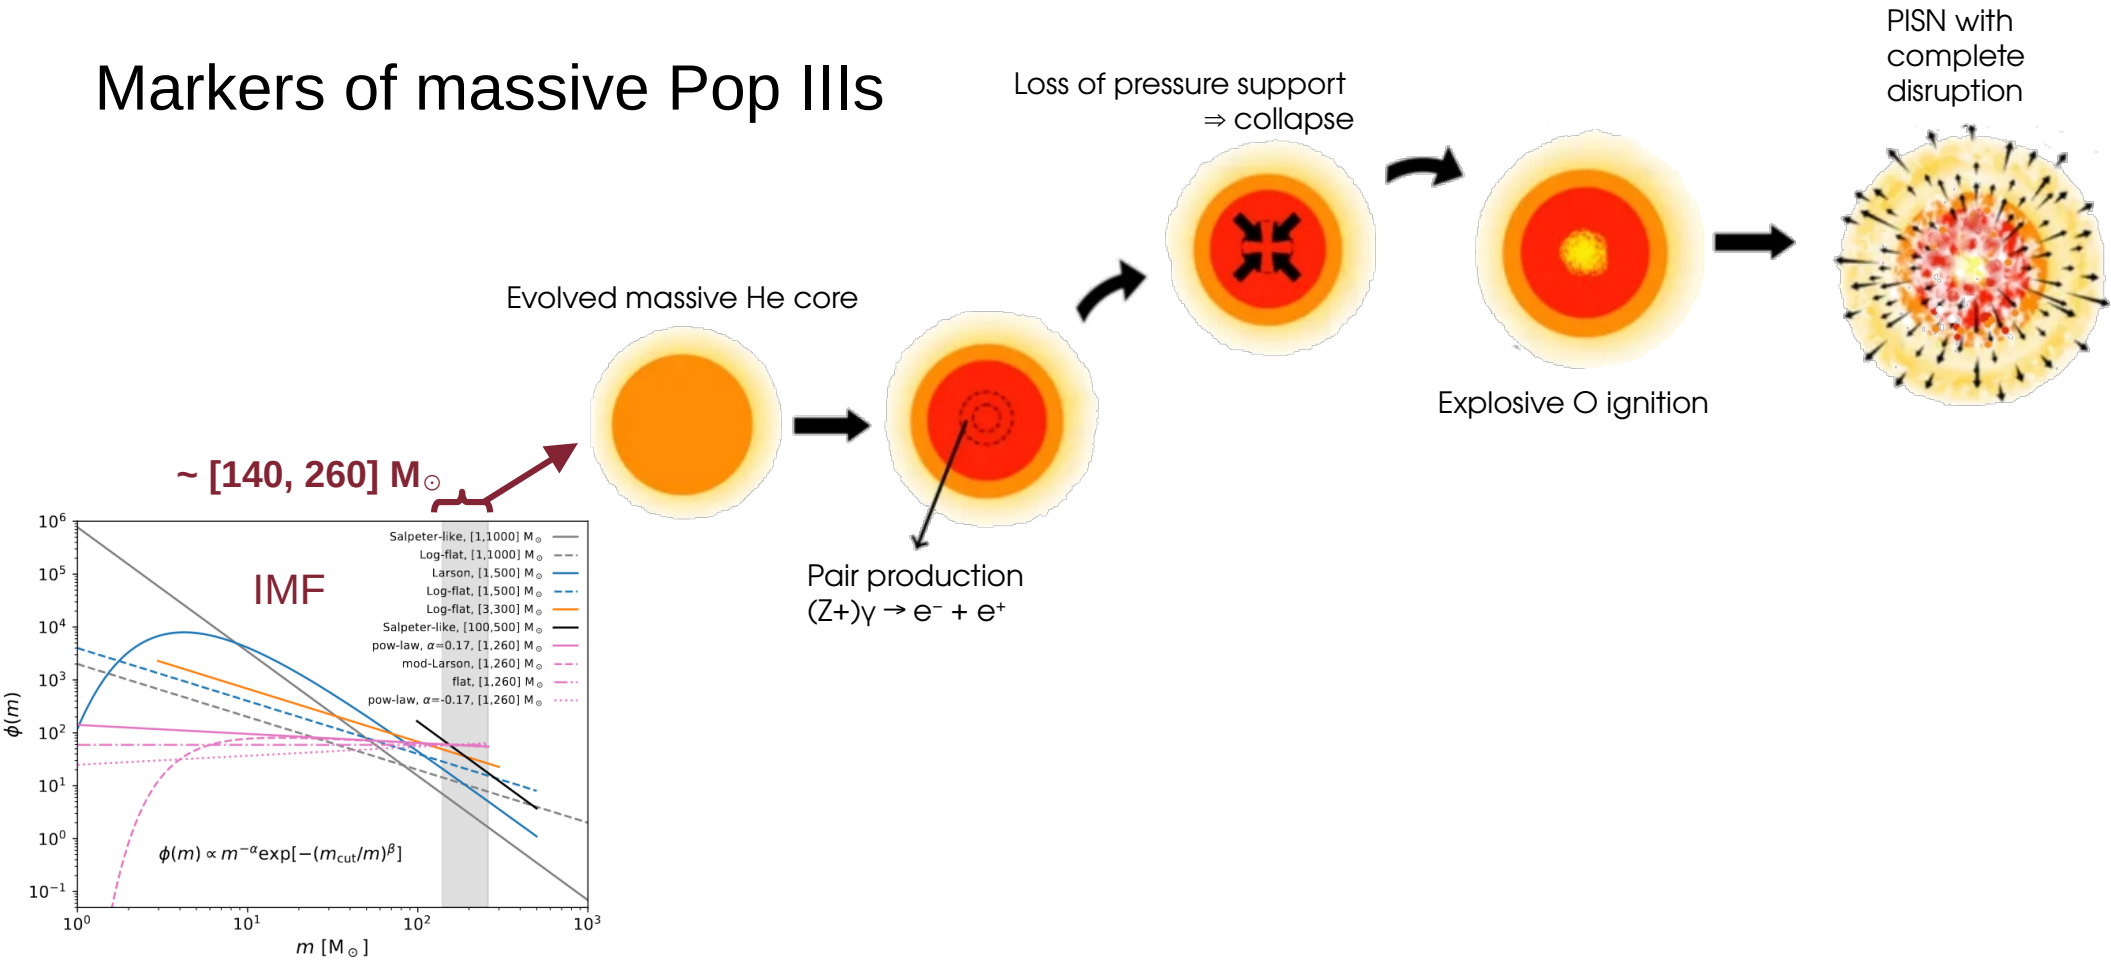 Markers of massive Pop IIIs
Evolved massive He core
Pair production
(Z+)γ → e⁻ + e⁺
Loss of pressure support
⇒ collapse
Explosive O ignition
PISN with
complete
disruption
~ [140, 260] M☉
IMF
Salpeter-like, [1,1000] M☉
Log-flat, [1,1000] M☉
Larson, [1,500] M☉
Log-flat, [1,500] M☉
Log-flat, [3,300] M☉
Salpeter-like, [100,500] M☉
pow-law, α=0.17, [1,260] M☉
mod-Larson, [1,260] M☉
flat, [1,260] M☉
pow-law, α=-0.17, [1,260] M☉
ϕ(m) ∝ m⁻ᵅexp[−(m_cut/m)ᵝ]
ϕ(m)
10⁶
10⁵
10⁴
10³
10²
10¹
10⁰
10⁻¹
10⁰ 10¹ 10² 10³
m [M☉]